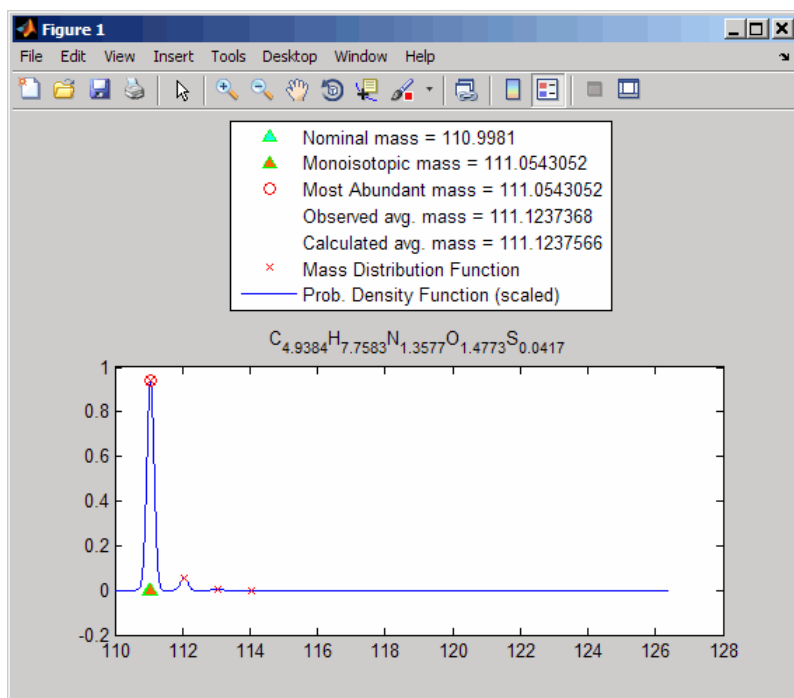 Figure 1
File Edit View Insert Tools Desktop Window Help
Nominal mass = 110.9981
Monoisotopic mass = 111.0543052
Most Abundant mass = 111.0543052
Observed avg. mass = 111.1237368
Calculated avg. mass = 111.1237566
Mass Distribution Function
Prob. Density Function (scaled)
C4.9384H7.7583N1.3577O1.4773S0.0417
1
0.8
0.6
0.4
0.2
0
-0.2
110 112 114 116 118 120 122 124 126 128